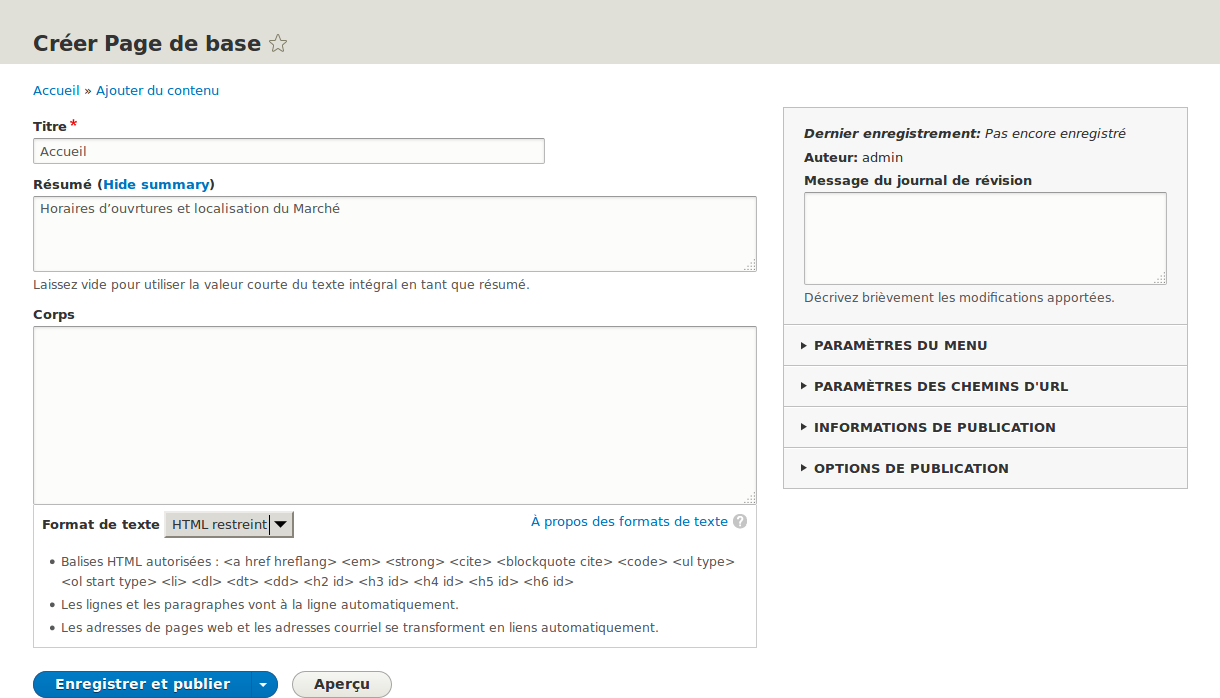 Créer Page de base
Accueil » Ajouter du contenu
Titre *
Accueil
Résumé (Hide summary)
Horaires d’ouvrtures et localisation du Marché
Laissez vide pour utiliser la valeur courte du texte intégral en tant que résumé.
Corps
Format de texte HTML restreint
À propos des formats de texte ?
• Balises HTML autorisées : <a href hreflang> <em> <strong> <cite> <blockquote cite> <code> <ul type>
<ol start type> <li> <dl> <dt> <dd> <h2 id> <h3 id> <h4 id> <h5 id> <h6 id>
• Les lignes et les paragraphes vont à la ligne automatiquement.
• Les adresses de pages web et les adresses courriel se transforment en liens automatiquement.
Enregistrer et publier
Aperçu
Dernier enregistrement: Pas encore enregistré
Auteur: admin
Message du journal de révision
Décrivez brièvement les modifications apportées.
PARAMÈTRES DU MENU
PARAMÈTRES DES CHEMINS D'URL
INFORMATIONS DE PUBLICATION
OPTIONS DE PUBLICATION